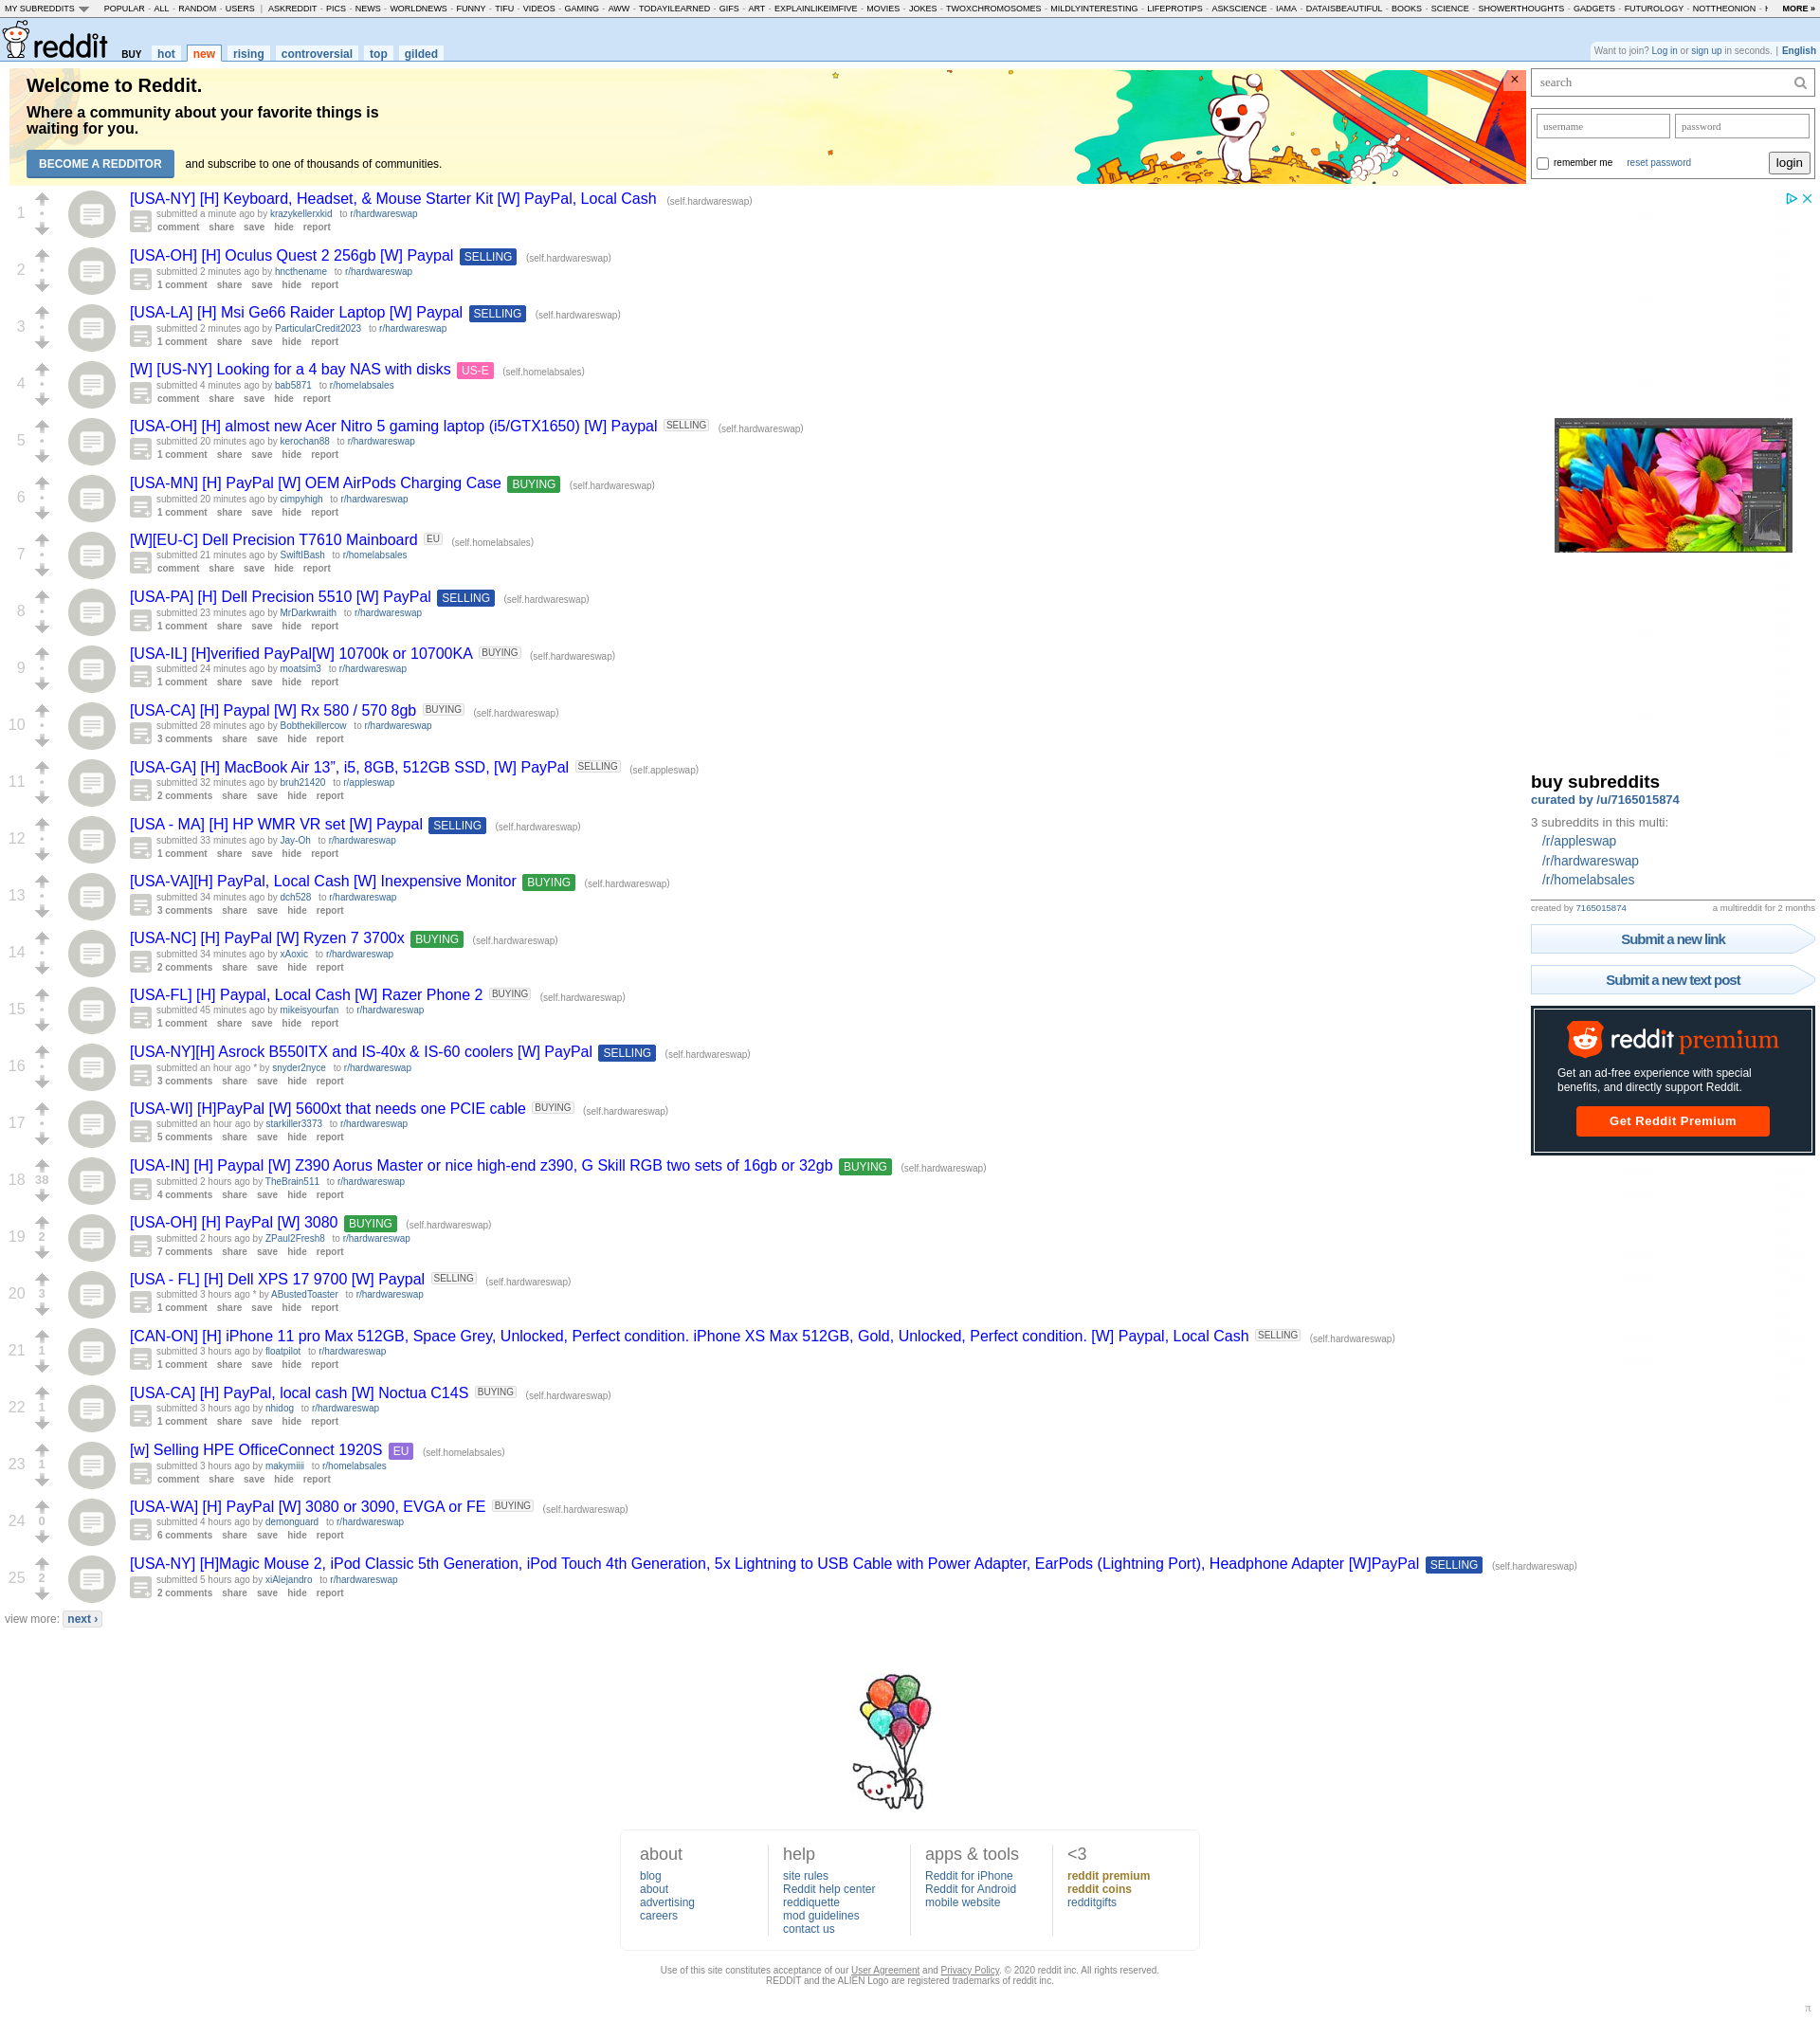 MY SUBREDDITS POPULAR - ALL - RANDOM - USERS | ASKREDDIT - PICS - NEWS - WORLDNEWS - FUNNY - TIFU - VIDEOS - GAMING - AWW - TODAYILEARNED - GIFS - ART - EXPLAINLIKEIMFIVE - MOVIES - JOKES - TWOXCHROMOSOMES - MILDLYINTERESTING - LIFEPROTIPS - ASKSCIENCE - IAMA - DATAISBEAUTIFUL - BOOKS - SCIENCE - SHOWERTHOUGHTS - GADGETS - FUTUROLOGY - NOTTHEONION - MORE »
reddit BUY hot new rising controversial top gilded
Want to join? Log in or sign up in seconds. | English
Welcome to Reddit.
Where a community about your favorite things is
waiting for you.
BECOME A REDDITOR and subscribe to one of thousands of communities.
×
search
username password
remember me reset password login
1 [USA-NY] [H] Keyboard, Headset, & Mouse Starter Kit [W] PayPal, Local Cash (self.hardwareswap)
submitted a minute ago by krazykellerxkid to r/hardwareswap
comment share save hide report
2 [USA-OH] [H] Oculus Quest 2 256gb [W] Paypal SELLING (self.hardwareswap)
submitted 2 minutes ago by hncthename to r/hardwareswap
1 comment share save hide report
3 [USA-LA] [H] Msi Ge66 Raider Laptop [W] Paypal SELLING (self.hardwareswap)
submitted 2 minutes ago by ParticularCredit2023 to r/hardwareswap
1 comment share save hide report
4 [W] [US-NY] Looking for a 4 bay NAS with disks US-E (self.homelabsales)
submitted 4 minutes ago by bab5871 to r/homelabsales
comment share save hide report
5 [USA-OH] [H] almost new Acer Nitro 5 gaming laptop (i5/GTX1650) [W] Paypal SELLING (self.hardwareswap)
submitted 20 minutes ago by kerochan88 to r/hardwareswap
1 comment share save hide report
6 [USA-MN] [H] PayPal [W] OEM AirPods Charging Case BUYING (self.hardwareswap)
submitted 20 minutes ago by cimpyhigh to r/hardwareswap
1 comment share save hide report
7 [W][EU-C] Dell Precision T7610 Mainboard EU (self.homelabsales)
submitted 21 minutes ago by SwiftIBash to r/homelabsales
comment share save hide report
8 [USA-PA] [H] Dell Precision 5510 [W] PayPal SELLING (self.hardwareswap)
submitted 23 minutes ago by MrDarkwraith to r/hardwareswap
1 comment share save hide report
9 [USA-IL] [H]verified PayPal[W] 10700k or 10700KA BUYING (self.hardwareswap)
submitted 24 minutes ago by moatsim3 to r/hardwareswap
1 comment share save hide report
10 [USA-CA] [H] Paypal [W] Rx 580 / 570 8gb BUYING (self.hardwareswap)
submitted 28 minutes ago by Bobthekillercow to r/hardwareswap
3 comments share save hide report
11 [USA-GA] [H] MacBook Air 13”, i5, 8GB, 512GB SSD, [W] PayPal SELLING (self.appleswap)
submitted 32 minutes ago by bruh21420 to r/appleswap
2 comments share save hide report
12 [USA - MA] [H] HP WMR VR set [W] Paypal SELLING (self.hardwareswap)
submitted 33 minutes ago by Jay-Oh to r/hardwareswap
1 comment share save hide report
13 [USA-VA][H] PayPal, Local Cash [W] Inexpensive Monitor BUYING (self.hardwareswap)
submitted 34 minutes ago by dch528 to r/hardwareswap
3 comments share save hide report
14 [USA-NC] [H] PayPal [W] Ryzen 7 3700x BUYING (self.hardwareswap)
submitted 34 minutes ago by xAoxic to r/hardwareswap
2 comments share save hide report
15 [USA-FL] [H] Paypal, Local Cash [W] Razer Phone 2 BUYING (self.hardwareswap)
submitted 45 minutes ago by mikeisyourfan to r/hardwareswap
1 comment share save hide report
16 [USA-NY][H] Asrock B550ITX and IS-40x & IS-60 coolers [W] PayPal SELLING (self.hardwareswap)
submitted an hour ago * by snyder2nyce to r/hardwareswap
3 comments share save hide report
17 [USA-WI] [H]PayPal [W] 5600xt that needs one PCIE cable BUYING (self.hardwareswap)
submitted an hour ago by starkiller3373 to r/hardwareswap
5 comments share save hide report
18 38 [USA-IN] [H] Paypal [W] Z390 Aorus Master or nice high-end z390, G Skill RGB two sets of 16gb or 32gb BUYING (self.hardwareswap)
submitted 2 hours ago by TheBrain511 to r/hardwareswap
4 comments share save hide report
19 2 [USA-OH] [H] PayPal [W] 3080 BUYING (self.hardwareswap)
submitted 2 hours ago by ZPaul2Fresh8 to r/hardwareswap
7 comments share save hide report
20 3 [USA - FL] [H] Dell XPS 17 9700 [W] Paypal SELLING (self.hardwareswap)
submitted 3 hours ago * by ABustedToaster to r/hardwareswap
1 comment share save hide report
21 1 [CAN-ON] [H] iPhone 11 pro Max 512GB, Space Grey, Unlocked, Perfect condition. iPhone XS Max 512GB, Gold, Unlocked, Perfect condition. [W] Paypal, Local Cash SELLING (self.hardwareswap)
submitted 3 hours ago by floatpilot to r/hardwareswap
1 comment share save hide report
22 1 [USA-CA] [H] PayPal, local cash [W] Noctua C14S BUYING (self.hardwareswap)
submitted 3 hours ago by nhidog to r/hardwareswap
1 comment share save hide report
23 1 [w] Selling HPE OfficeConnect 1920S EU (self.homelabsales)
submitted 3 hours ago by makymiiii to r/homelabsales
comment share save hide report
24 0 [USA-WA] [H] PayPal [W] 3080 or 3090, EVGA or FE BUYING (self.hardwareswap)
submitted 4 hours ago by demonguard to r/hardwareswap
6 comments share save hide report
25 2 [USA-NY] [H]Magic Mouse 2, iPod Classic 5th Generation, iPod Touch 4th Generation, 5x Lightning to USB Cable with Power Adapter, EarPods (Lightning Port), Headphone Adapter [W]PayPal SELLING (self.hardwareswap)
submitted 5 hours ago by xiAlejandro to r/hardwareswap
2 comments share save hide report
view more: next ›
buy subreddits
curated by /u/7165015874
3 subreddits in this multi:
/r/appleswap
/r/hardwareswap
/r/homelabsales
created by 7165015874 a multireddit for 2 months
Submit a new link
Submit a new text post
reddit premium
Get an ad-free experience with special
benefits, and directly support Reddit.
Get Reddit Premium
about
blog
about
advertising
careers
help
site rules
Reddit help center
reddiquette
mod guidelines
contact us
apps & tools
Reddit for iPhone
Reddit for Android
mobile website
<3
reddit premium
reddit coins
redditgifts
Use of this site constitutes acceptance of our User Agreement and Privacy Policy. © 2020 reddit inc. All rights reserved.
REDDIT and the ALIEN Logo are registered trademarks of reddit inc.
π